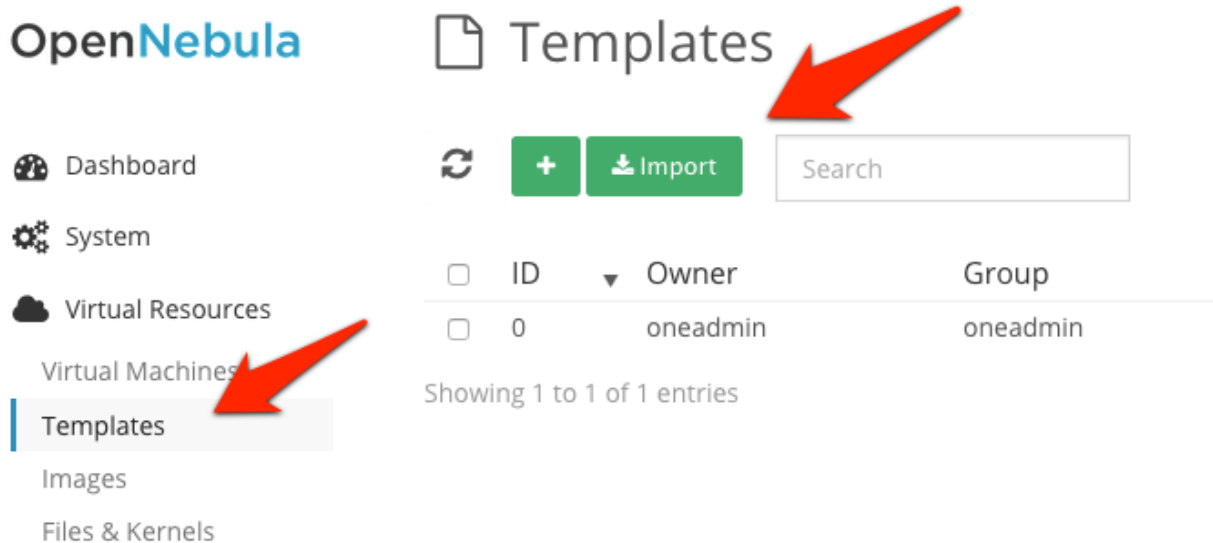 OpenNebula
Dashboard
System
Virtual Resources
Virtual Machines
Templates
Images
Files & Kernels
Templates
+ Import Search
ID Owner Group
0 oneadmin oneadmin
Showing 1 to 1 of 1 entries